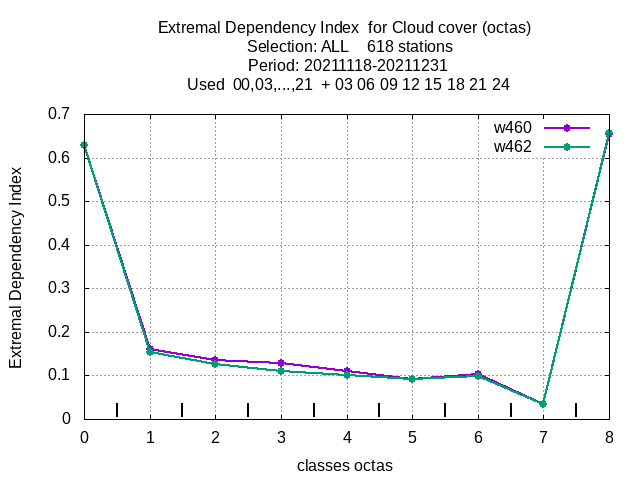 Extremal Dependency Index  for Cloud cover (octas)
Selection: ALL    618 stations
Period: 20211118-20211231
Used  00,03,...,21  + 03 06 09 12 15 18 21 24
w460
w462
Extremal Dependency Index
0.7
0.6
0.5
0.4
0.3
0.2
0.1
0
0 1 2 3 4 5 6 7 8
classes octas